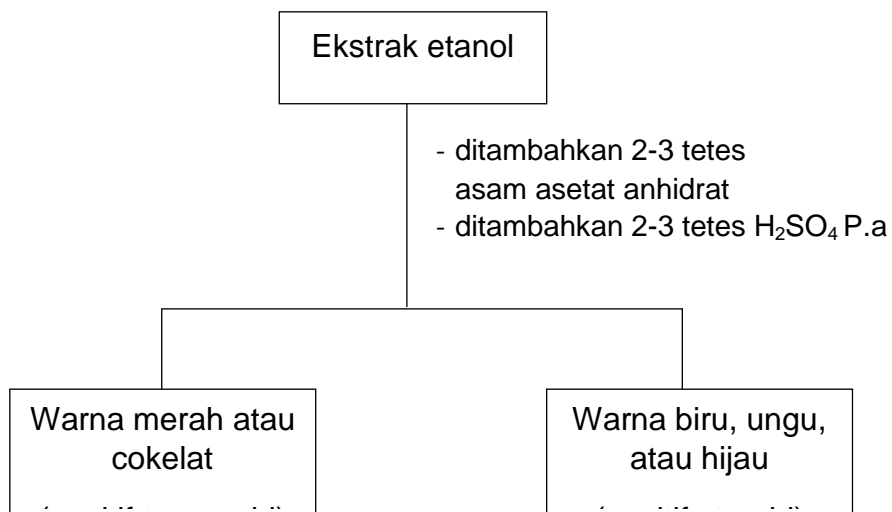 Ekstrak etanol
- ditambahkan 2-3 tetes
asam asetat anhidrat
- ditambahkan 2-3 tetes H₂SO₄ P.a
Warna merah atau
cokelat
Warna biru, ungu,
atau hijau